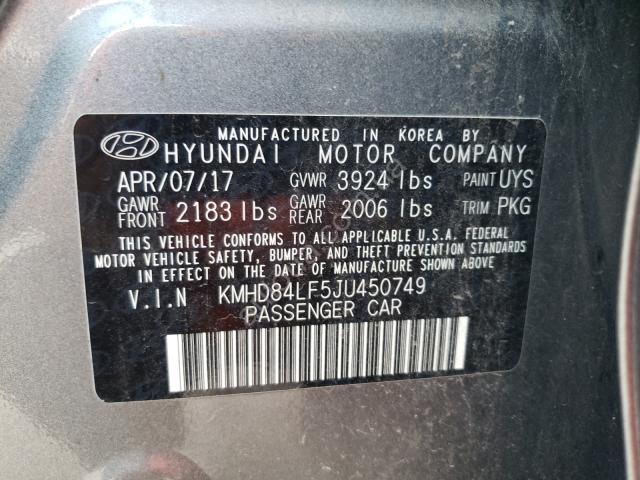 MANUFACTURED IN KOREA BY
HYUNDAI MOTOR COMPANY
APR/07/17 GVWR 3924 lbs PAINT UYS
GAWR FRONT 2183 lbs GAWR REAR 2006 lbs TRIM PKG
THIS VEHICLE CONFORMS TO ALL APPLICABLE U.S.A. FEDERAL
MOTOR VEHICLE SAFETY, BUMPER, AND THEFT PREVENTION STANDARDS
IN EFFECT ON THE DATE OF MANUFACTURE SHOWN ABOVE
V.I.N KMHD84LF5JU450749
PASSENGER CAR